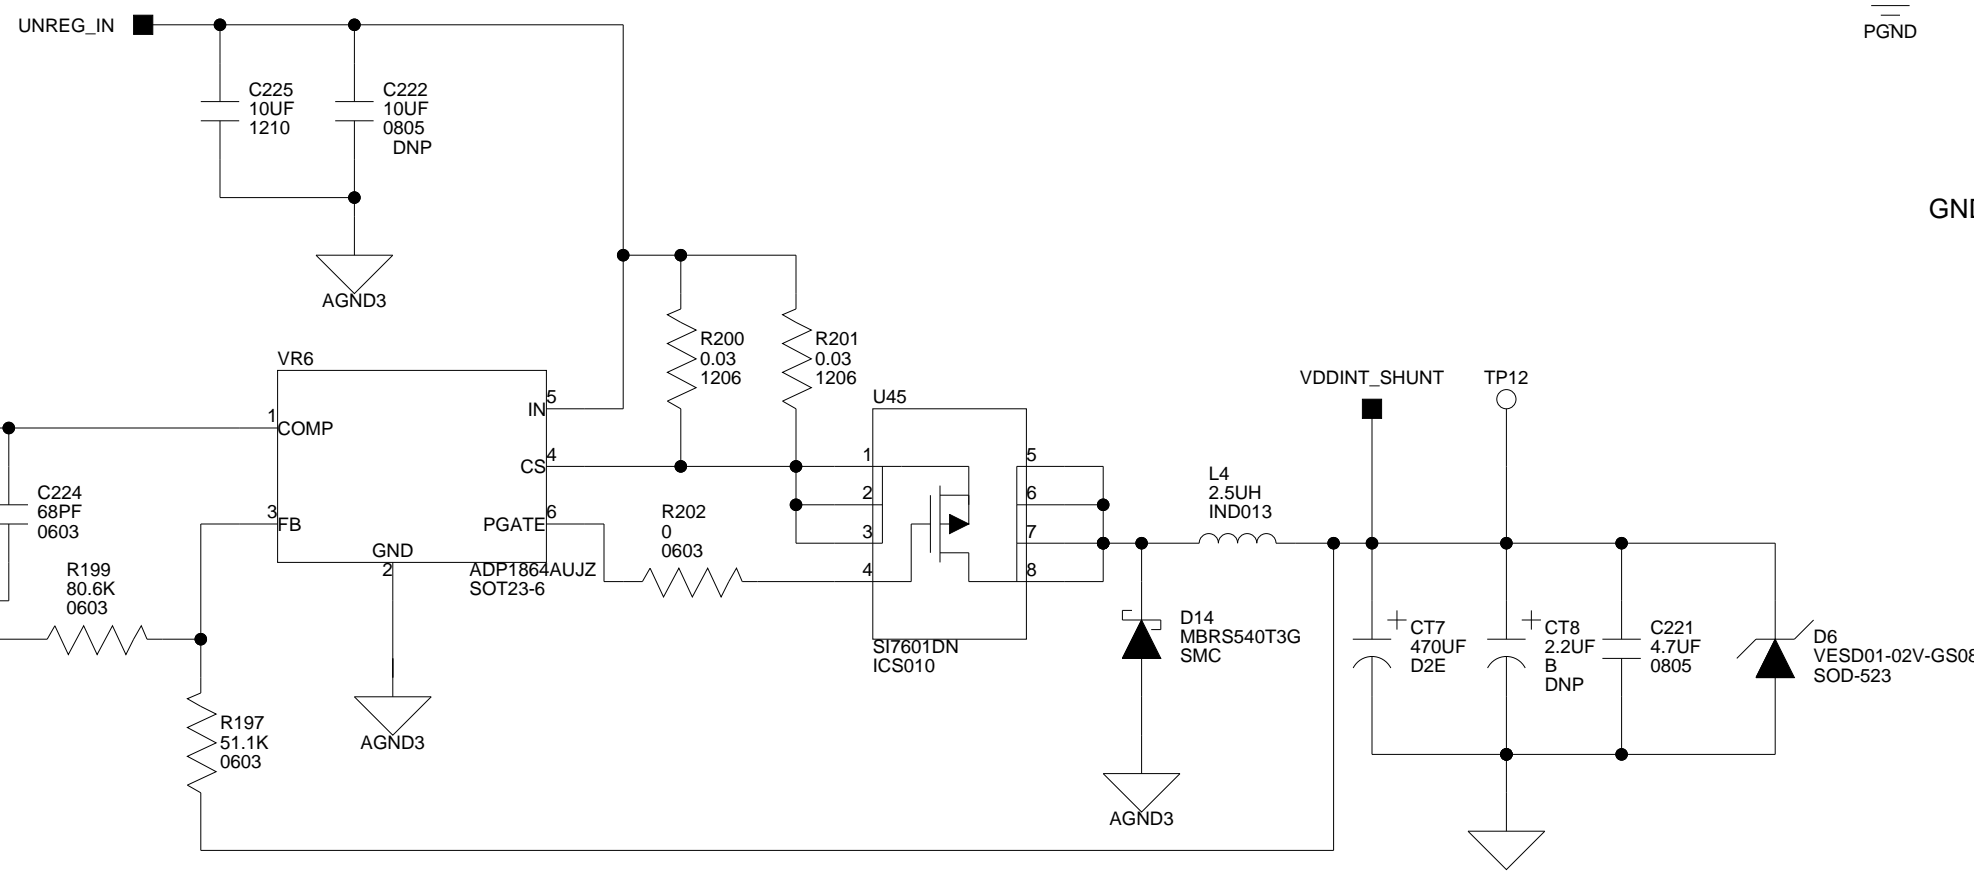 UNREG_IN
PGND
C225
10UF
1210
C222
10UF
0805
DNP
AGND3
R200
0.03
1206
R201
0.03
1206
VR6
1
COMP
IN
5
CS
4
3
FB
PGATE
6
GND
2
ADP1864AUJZ
SOT23-6
AGND3
C224
68PF
0603
R199
80.6K
0603
R197
51.1K
0603
R202
0
0603
U45
1
2
3
4
5
6
7
8
SI7601DN
ICS010
L4
2.5UH
IND013
VDDINT_SHUNT
TP12
D14
MBRS540T3G
SMC
AGND3
+
CT7
470UF
D2E
+
CT8
2.2UF
B
DNP
C221
4.7UF
0805
D6
VESD01-02V-GS08
SOD-523